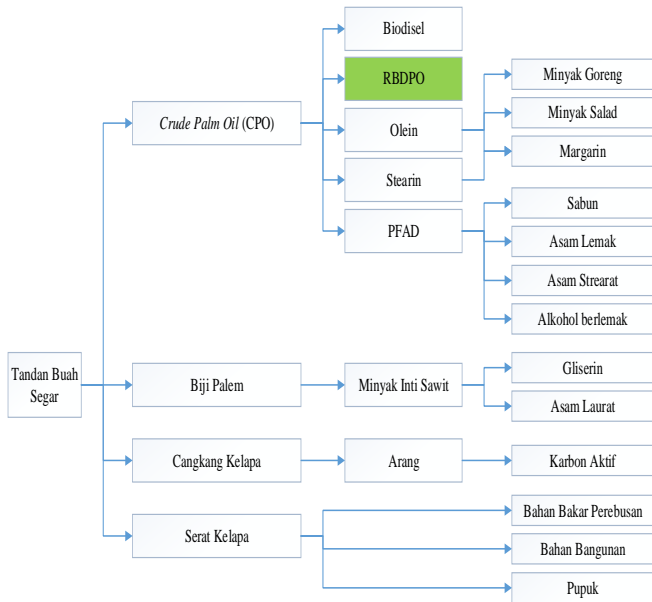 Biodisel
RBDPO
Minyak Goreng
Minyak Salad
Crude Palm Oil (CPO)
Olein
Margarin
Stearin
Sabun
PFAD
Asam Lemak
Asam Strearat
Alkohol berlemak
Tandan Buah
Segar
Biji Palem
Minyak Inti Sawit
Gliserin
Asam Laurat
Cangkang Kelapa
Arang
Karbon Aktif
Serat Kelapa
Bahan Bakar Perebusan
Bahan Bangunan
Pupuk